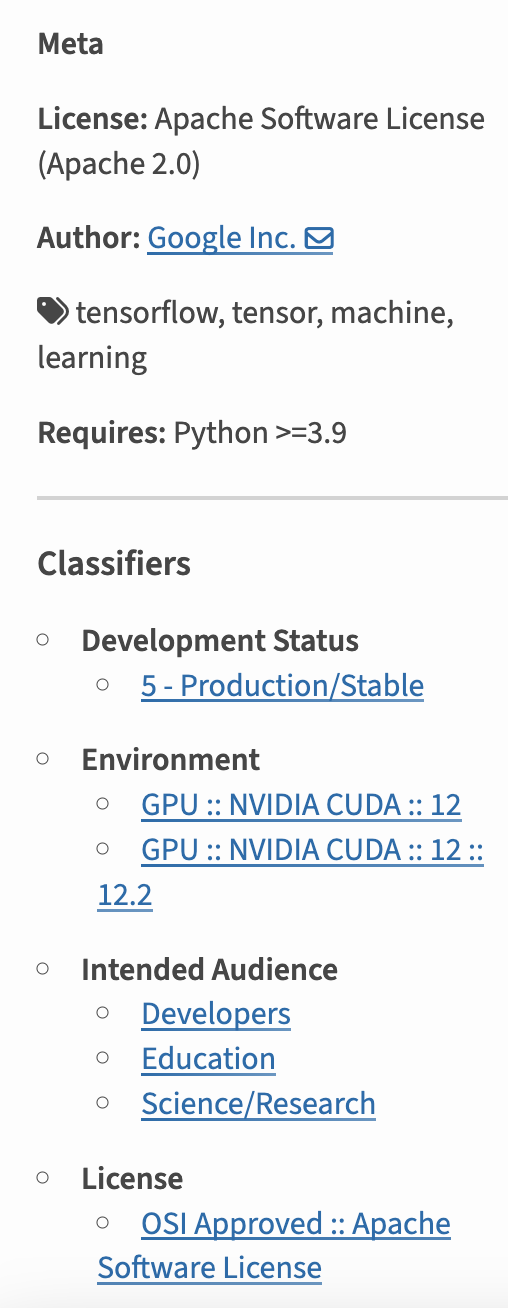 Meta
License: Apache Software License
(Apache 2.0)
Author: Google Inc.
tensorflow, tensor, machine,
learning
Requires: Python >=3.9
Classifiers
Development Status
5 - Production/Stable
Environment
GPU :: NVIDIA CUDA :: 12
GPU :: NVIDIA CUDA :: 12 ::
12.2
Intended Audience
Developers
Education
Science/Research
License
OSI Approved :: Apache
Software License